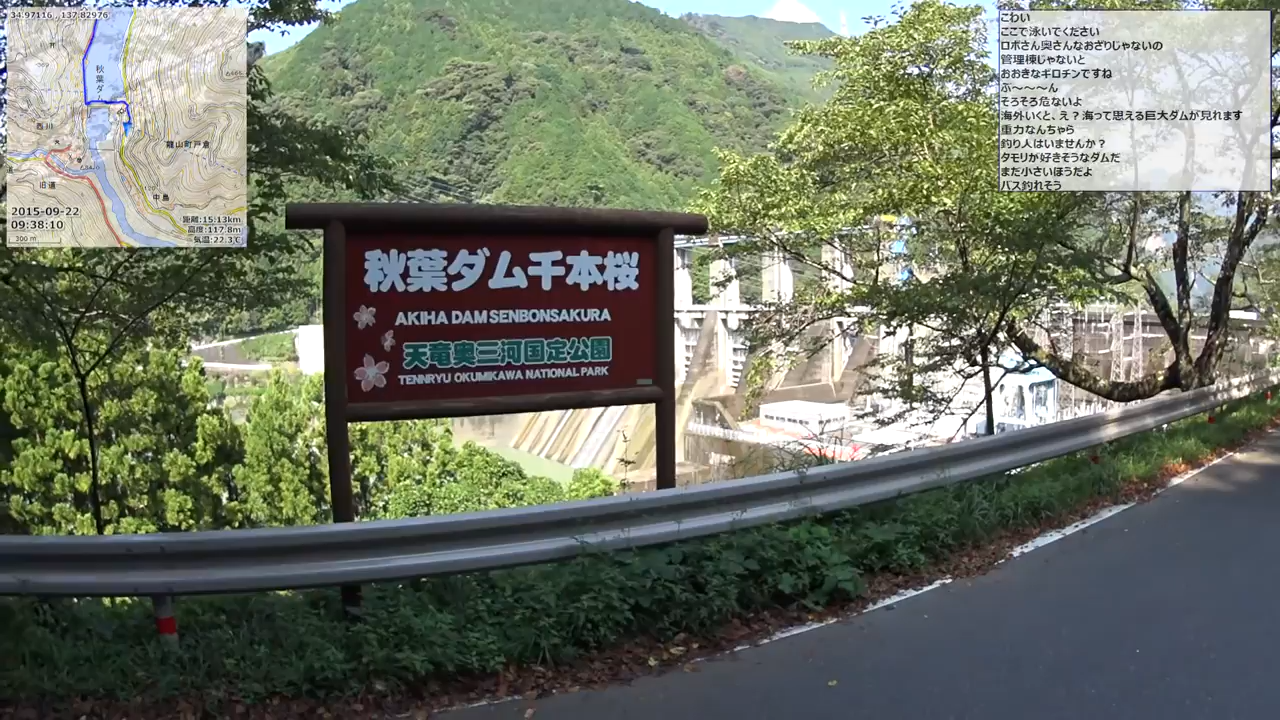 34.97116 , 137.82976
秋葉ダム
西川
龍山町戸倉
旧道
中島
2015-09-22
09:38:10
200 m
距離:15.13km
高度:117.8m
気温:22.3℃
こわい
ここで泳いでください
ロボさん奥さんなおざりじゃないの
管理棟じゃないと
おおきなギロチンですね
ぷ～～～ん
そろそろ危ないよ
海外いくと、え？海って思える巨大ダムが見れます
重力なんちゃら
釣り人はいませんか？
タモリが好きそうなダムだ
まだ小さいほうだよ
バス釣れそう
秋葉ダム千本桜
AKIHA DAM SENBONSAKURA
天竜奥三河国定公園
TENNRYU OKUMIKAWA NATIONAL PARK